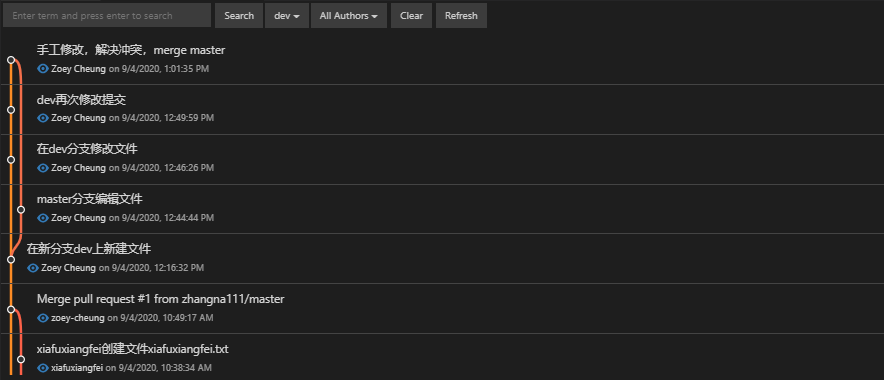 Enter term and press enter to search Search dev All Authors Clear Refresh
手工修改，解决冲突，merge master
Zoey Cheung on 9/4/2020, 1:01:35 PM
dev再次修改提交
Zoey Cheung on 9/4/2020, 12:49:59 PM
在dev分支修改文件
Zoey Cheung on 9/4/2020, 12:46:26 PM
master分支编辑文件
Zoey Cheung on 9/4/2020, 12:44:44 PM
在新分支dev上新建文件
Zoey Cheung on 9/4/2020, 12:16:32 PM
Merge pull request #1 from zhangna111/master
zoey-cheung on 9/4/2020, 10:49:17 AM
xiafuxiangfei创建文件xiafuxiangfei.txt
xiafuxiangfei on 9/4/2020, 10:38:34 AM